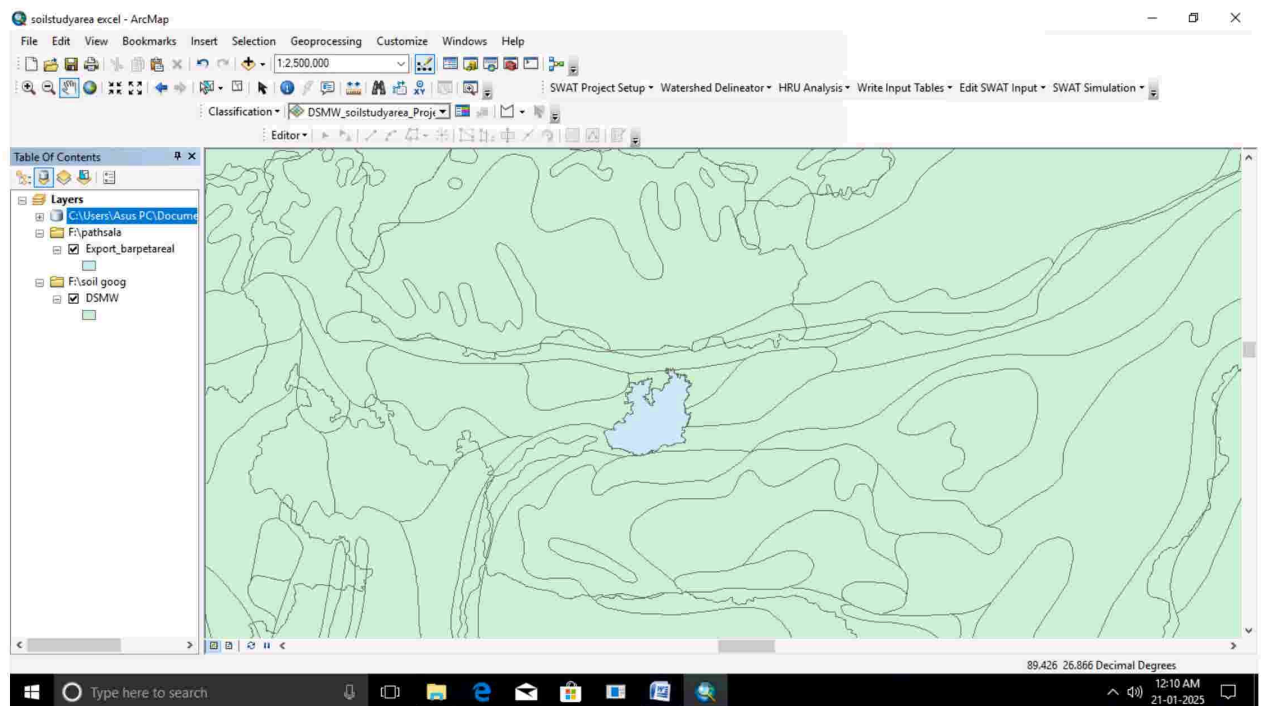 soilstudyarea excel - ArcMap
File Edit View Bookmarks Insert Selection Geoprocessing Customize Windows Help
1:2,500,000
SWAT Project Setup Watershed Delineator HRU Analysis Write Input Tables Edit SWAT Input SWAT Simulation
Classification DSMW_soilstudyarea_Proje
Editor
Table Of Contents
Layers
C:\Users\Asus PC\Docume
F:\pathsala
Export_barpetareal
F:\soil goog
DSMW
89.426 26.866 Decimal Degrees
Type here to search
12:10 AM
21-01-2025